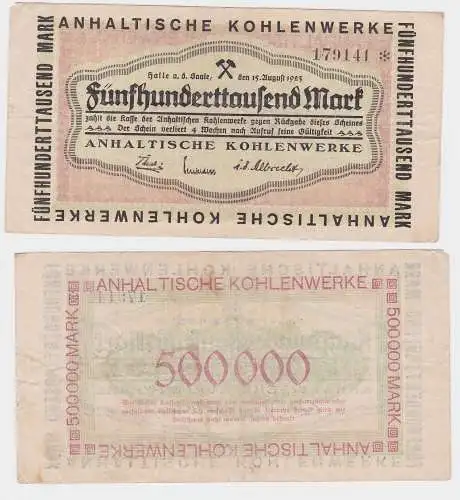 ANHALTISCHE KOHLENWERKE
FÜNFHUNDERTTAUSEND MARK
FÜNFHUNDERTTAUSEND MARK
179141 *
Halle a. d. Saale, den 15. August 1923
Fünfhunderttausend Mark
zahlt die Kasse der Anhaltischen Kohlenwerke gegen Rückgabe dieses Scheines
Der Schein verliert 4 Wochen nach Aufruf seine Gültigkeit
ANHALTISCHE KOHLENWERKE
i.V. Albrecht
ANHALTISCHE KOHLENWERKE
ANHALTISCHE KOHLENWERKE
500000 MARK
500000 MARK
500000
ANHALTISCHE KOHLENWERKE